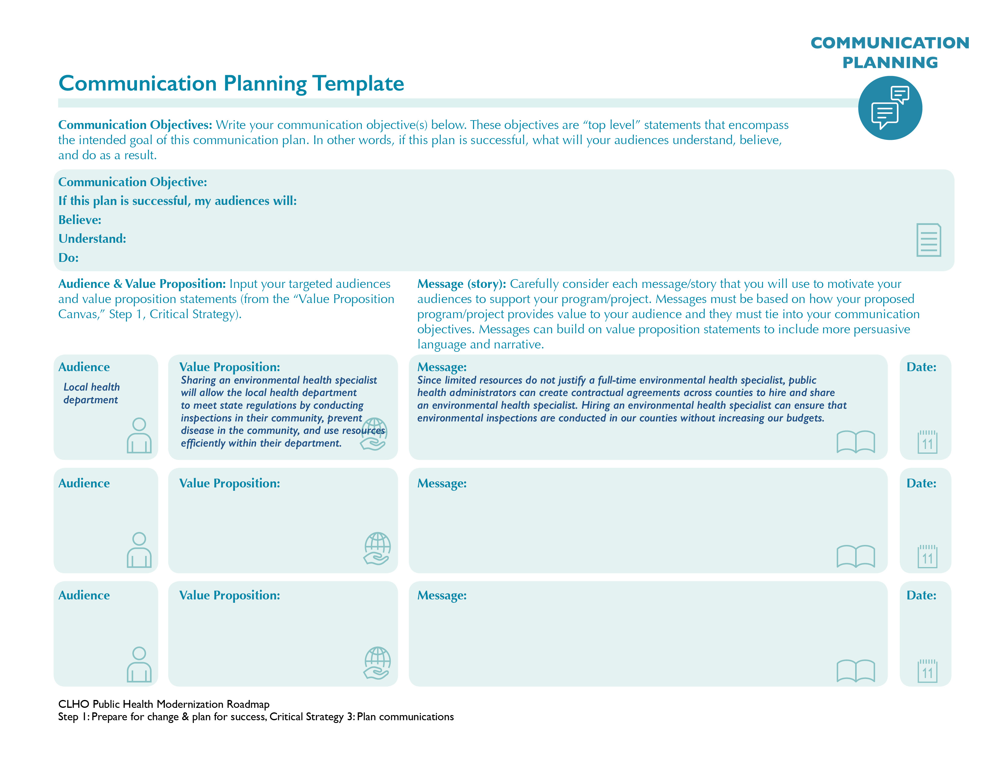 COMMUNICATION
PLANNING
Communication Planning Template
Communication Objectives: Write your communication objective(s) below. These objectives are “top level” statements that encompass
the intended goal of this communication plan. In other words, if this plan is successful, what will your audiences understand, believe,
and do as a result.
Communication Objective:
If this plan is successful, my audiences will:
Believe:
Understand:
Do:
Audience & Value Proposition: Input your targeted audiences
and value proposition statements (from the “Value Proposition
Canvas,” Step 1, Critical Strategy).
Message (story): Carefully consider each message/story that you will use to motivate your
audiences to support your program/project. Messages must be based on how your proposed
program/project provides value to your audience and they must tie into your communication
objectives. Messages can build on value proposition statements to include more persuasive
language and narrative.
Audience
Local health
department
Value Proposition:
Sharing an environmental health specialist
will allow the local health department
to meet state regulations by conducting
inspections in their community, prevent
disease in the community, and use resources
efficiently within their department.
Message:
Since limited resources do not justify a full-time environmental health specialist, public
health administrators can create contractual agreements across counties to hire and share
an environmental health specialist. Hiring an environmental health specialist can ensure that
environmental inspections are conducted in our counties without increasing our budgets.
Date:
11
Audience
Value Proposition:
Message:
Date:
11
Audience
Value Proposition:
Message:
Date:
11
CLHO Public Health Modernization Roadmap
Step 1: Prepare for change & plan for success, Critical Strategy 3: Plan communications